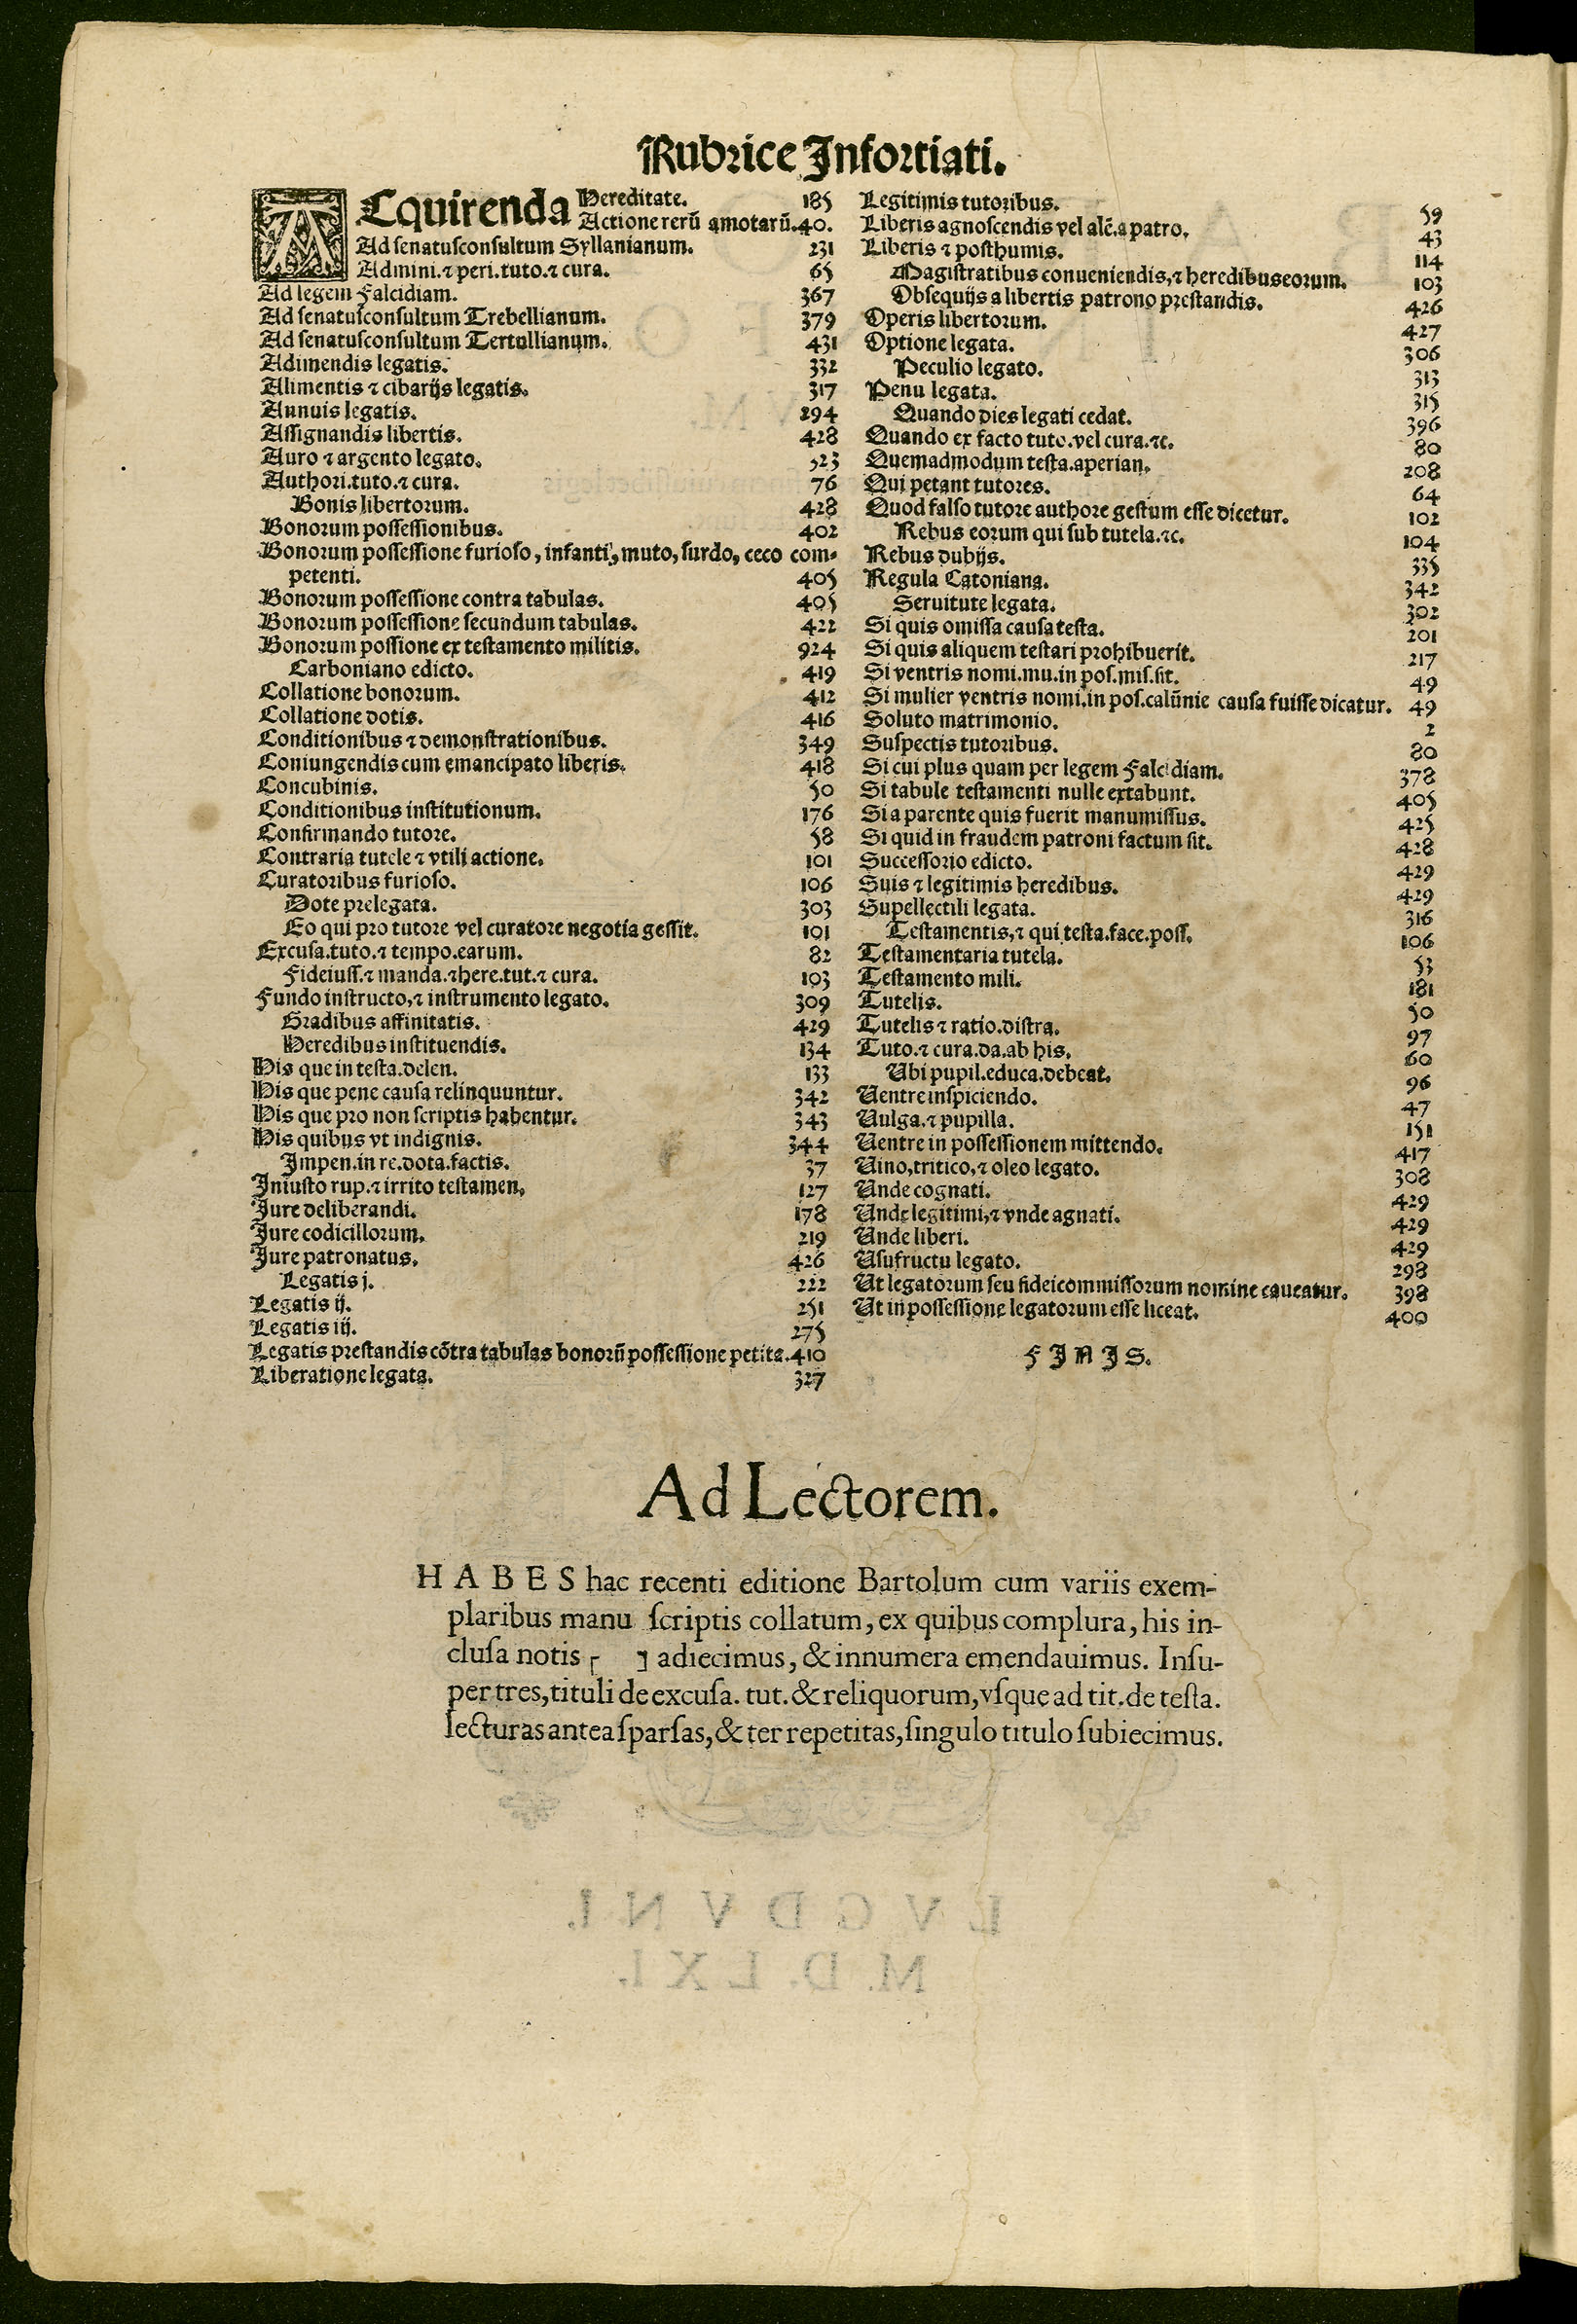 Rubrice Infortiati.
ACquirenda Hereditate. 185
Actione rerū amotarū. 40.
Ad senatusconsultum Syllanianum. 231
Admini. ⁊ peri. tuto. ⁊ cura. 65
Ad legem Falcidiam. 367
Ad senatusconsultum Trebellianum. 379
Ad senatusconsultum Tertullianum. 431
Adimendis legatis. 332
Alimentis ⁊ cibarijs legatis. 317
Annuis legatis. 294
Assignandis libertis. 428
Auro ⁊ argento legato. 323
Authori. tuto. ⁊ cura. 76
Bonis libertorum. 428
Bonorum possessionibus. 402
Bonorum possessione furioso, infanti, muto, surdo, ceco com-
petenti. 405
Bonorum possessione contra tabulas. 405
Bonorum possessione secundum tabulas. 422
Bonorum possione ex testamento militis. 924
Carboniano edicto. 419
Collatione bonorum. 412
Collatione dotis. 416
Conditionibus ⁊ demonstrationibus. 349
Coniungendis cum emancipato liberis. 418
Concubinis. 50
Conditionibus institutionum. 176
Confirmando tutore. 58
Contraria tutele ⁊ vtili actione. 101
Curatoribus furioso. 106
Dote prelegata. 303
Eo qui pro tutore vel curatore negotia gessit. 101
Excusa. tuto. ⁊ tempo. earum. 82
Fideiuss. ⁊ manda. ⁊ here. tut. ⁊ cura. 103
Fundo instructo, ⁊ instrumento legato. 309
Gradibus affinitatis. 429
Heredibus instituendis. 134
His que in testa. delen. 133
His que pene causa relinquuntur. 342
His que pro non scriptis habentur. 343
His quibus vt indignis. 344
Impen. in re. dota. factis. 37
Iniusto rup. ⁊ irrito testamen. 127
Iure deliberandi. 178
Iure codicillorum. 219
Iure patronatus. 426
Legatis j. 222
Legatis ij. 251
Legatis iij. 275
Legatis prestandis cōtra tabulas bonorū possessione petita. 410
Liberatione legata. 327
Legitimis tutoribus. 59
Liberis agnoscendis vel alē. a patro. 43
Liberis ⁊ posthumis. 114
Magistratibus conueniendis, ⁊ heredibus eorum. 103
Obsequijs a libertis patrono prestandis. 426
Operis libertorum. 427
Optione legata. 306
Peculio legato. 313
Penu legata. 315
Quando dies legati cedat. 396
Quando ex facto tuto. vel cura. ⁊c. 80
Quemadmodum testa. aperian. 208
Qui petant tutores. 64
Quod falso tutore authore gestum esse dicetur. 102
Rebus eorum qui sub tutela. ⁊c. 104
Rebus dubijs. 335
Regula Catoniana. 342
Seruitute legata. 302
Si quis omissa causa testa. 201
Si quis aliquem testari prohibuerit. 217
Si ventris nomi. mu. in pos. mis. sit. 49
Si mulier ventris nomi. in pos. calūnie causa fuisse dicatur. 49
Soluto matrimonio. 2
Suspectis tutoribus. 80
Si cui plus quam per legem Falcidiam. 378
Si tabule testamenti nulle extabunt. 405
Si a parente quis fuerit manumissus. 425
Si quid in fraudem patroni factum sit. 428
Successorio edicto. 429
Suis ⁊ legitimis heredibus. 429
Supellectili legata. 316
Testamentis, ⁊ qui testa. face. poss. 106
Testamentaria tutela. 53
Testamento mili. 181
Tutelis. 50
Tutelis ⁊ ratio. distra. 97
Tuto. ⁊ cura. da. ab his. 60
Ubi pupil. educa. debeat. 96
Uentre inspiciendo. 47
Uulga. ⁊ pupilla. 151
Uentre in possessionem mittendo. 417
Uino, tritico, ⁊ oleo legato. 308
Unde cognati. 429
Unde legitimi, ⁊ vnde agnati. 429
Unde liberi. 429
Usufructu legato. 298
Ut legatorum seu fideicommissorum nomine caueatur. 398
Ut in possessione legatorum esse liceat. 400
FINIS.
Ad Lectorem.
HABES hac recenti editione Bartolum cum variis exem-
plaribus manu scriptis collatum, ex quibus complura, his in-
clusa notis [ ] adiecimus, & innumera emendauimus. Insu-
per tres, tituli de excusa. tut. & reliquorum, vsque ad tit. de testa.
lecturas antea sparsas, & ter repetitas, singulo titulo subiecimus.
LVGDVNI.
M. D. LXI.